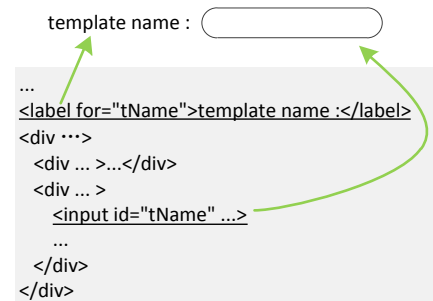 template name :
...
<label for="tName">template name :</label>
<div ⋯>
<div ... >...</div>
<div ... >
<input id="tName" ...>
...
</div>
</div>